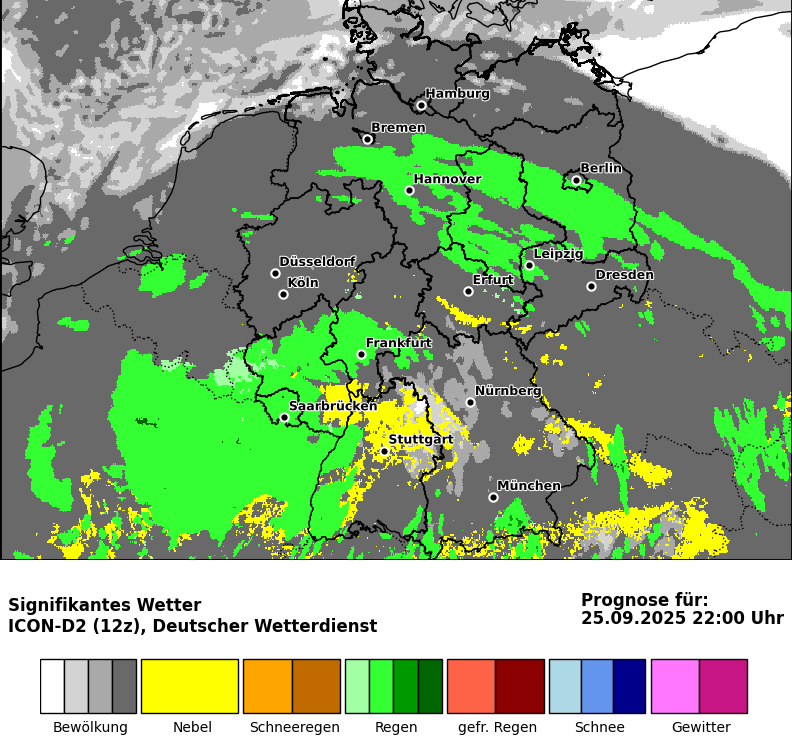 Hamburg
Bremen
Berlin
Hannover
Leipzig
Düsseldorf
Köln
Erfurt
Dresden
Frankfurt
Nürnberg
Saarbrücken
Stuttgart
München
Signifikantes Wetter
ICON-D2 (12z), Deutscher Wetterdienst
Prognose für:
25.09.2025 22:00 Uhr
Bewölkung Nebel Schneeregen Regen gefr. Regen Schnee Gewitter